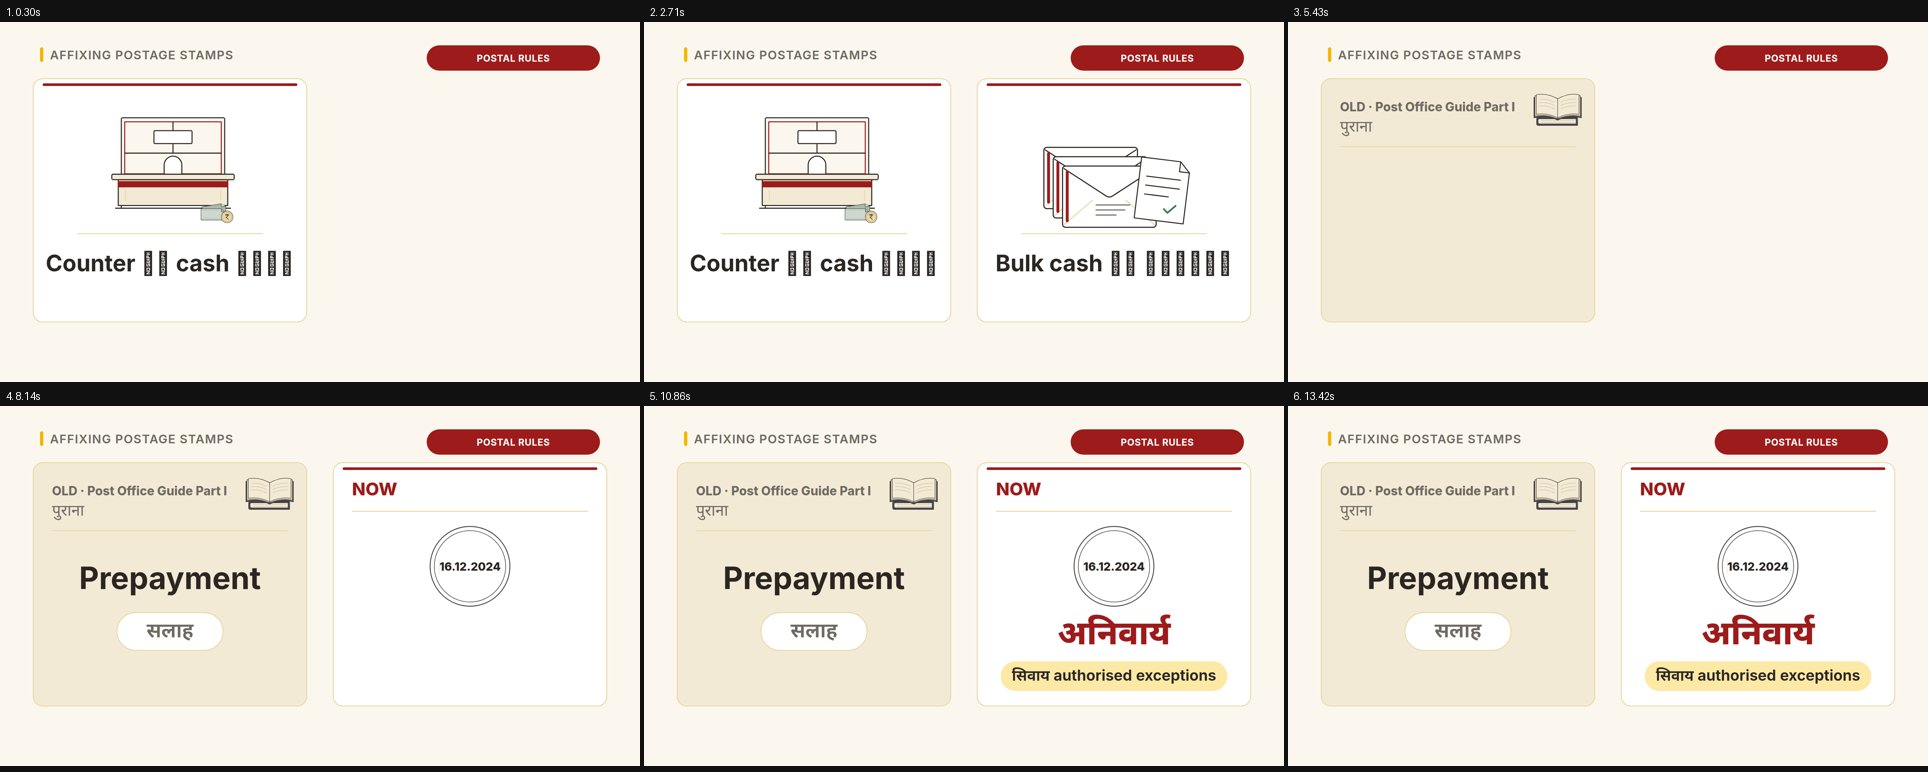 1. 0.30s
AFFIXING POSTAGE STAMPS
POSTAL RULES
Counter cash
2. 2.71s
AFFIXING POSTAGE STAMPS
POSTAL RULES
Counter cash
Bulk cash
3. 5.43s
AFFIXING POSTAGE STAMPS
POSTAL RULES
OLD · Post Office Guide Part I
पुराना
4. 8.14s
AFFIXING POSTAGE STAMPS
POSTAL RULES
OLD · Post Office Guide Part I
पुराना
Prepayment
सलाह
NOW
16.12.2024
5. 10.86s
AFFIXING POSTAGE STAMPS
POSTAL RULES
OLD · Post Office Guide Part I
पुराना
Prepayment
सलाह
NOW
16.12.2024
अनिवार्य
सिवाय authorised exceptions
6. 13.42s
AFFIXING POSTAGE STAMPS
POSTAL RULES
OLD · Post Office Guide Part I
पुराना
Prepayment
सलाह
NOW
16.12.2024
अनिवार्य
सिवाय authorised exceptions